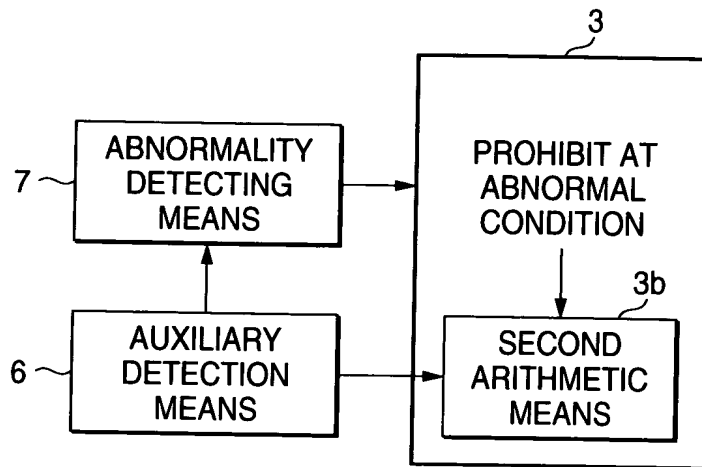 3
7
ABNORMALITY
DETECTING
MEANS
PROHIBIT AT
ABNORMAL
CONDITION
3b
6
AUXILIARY
DETECTION
MEANS
SECOND
ARITHMETIC
MEANS